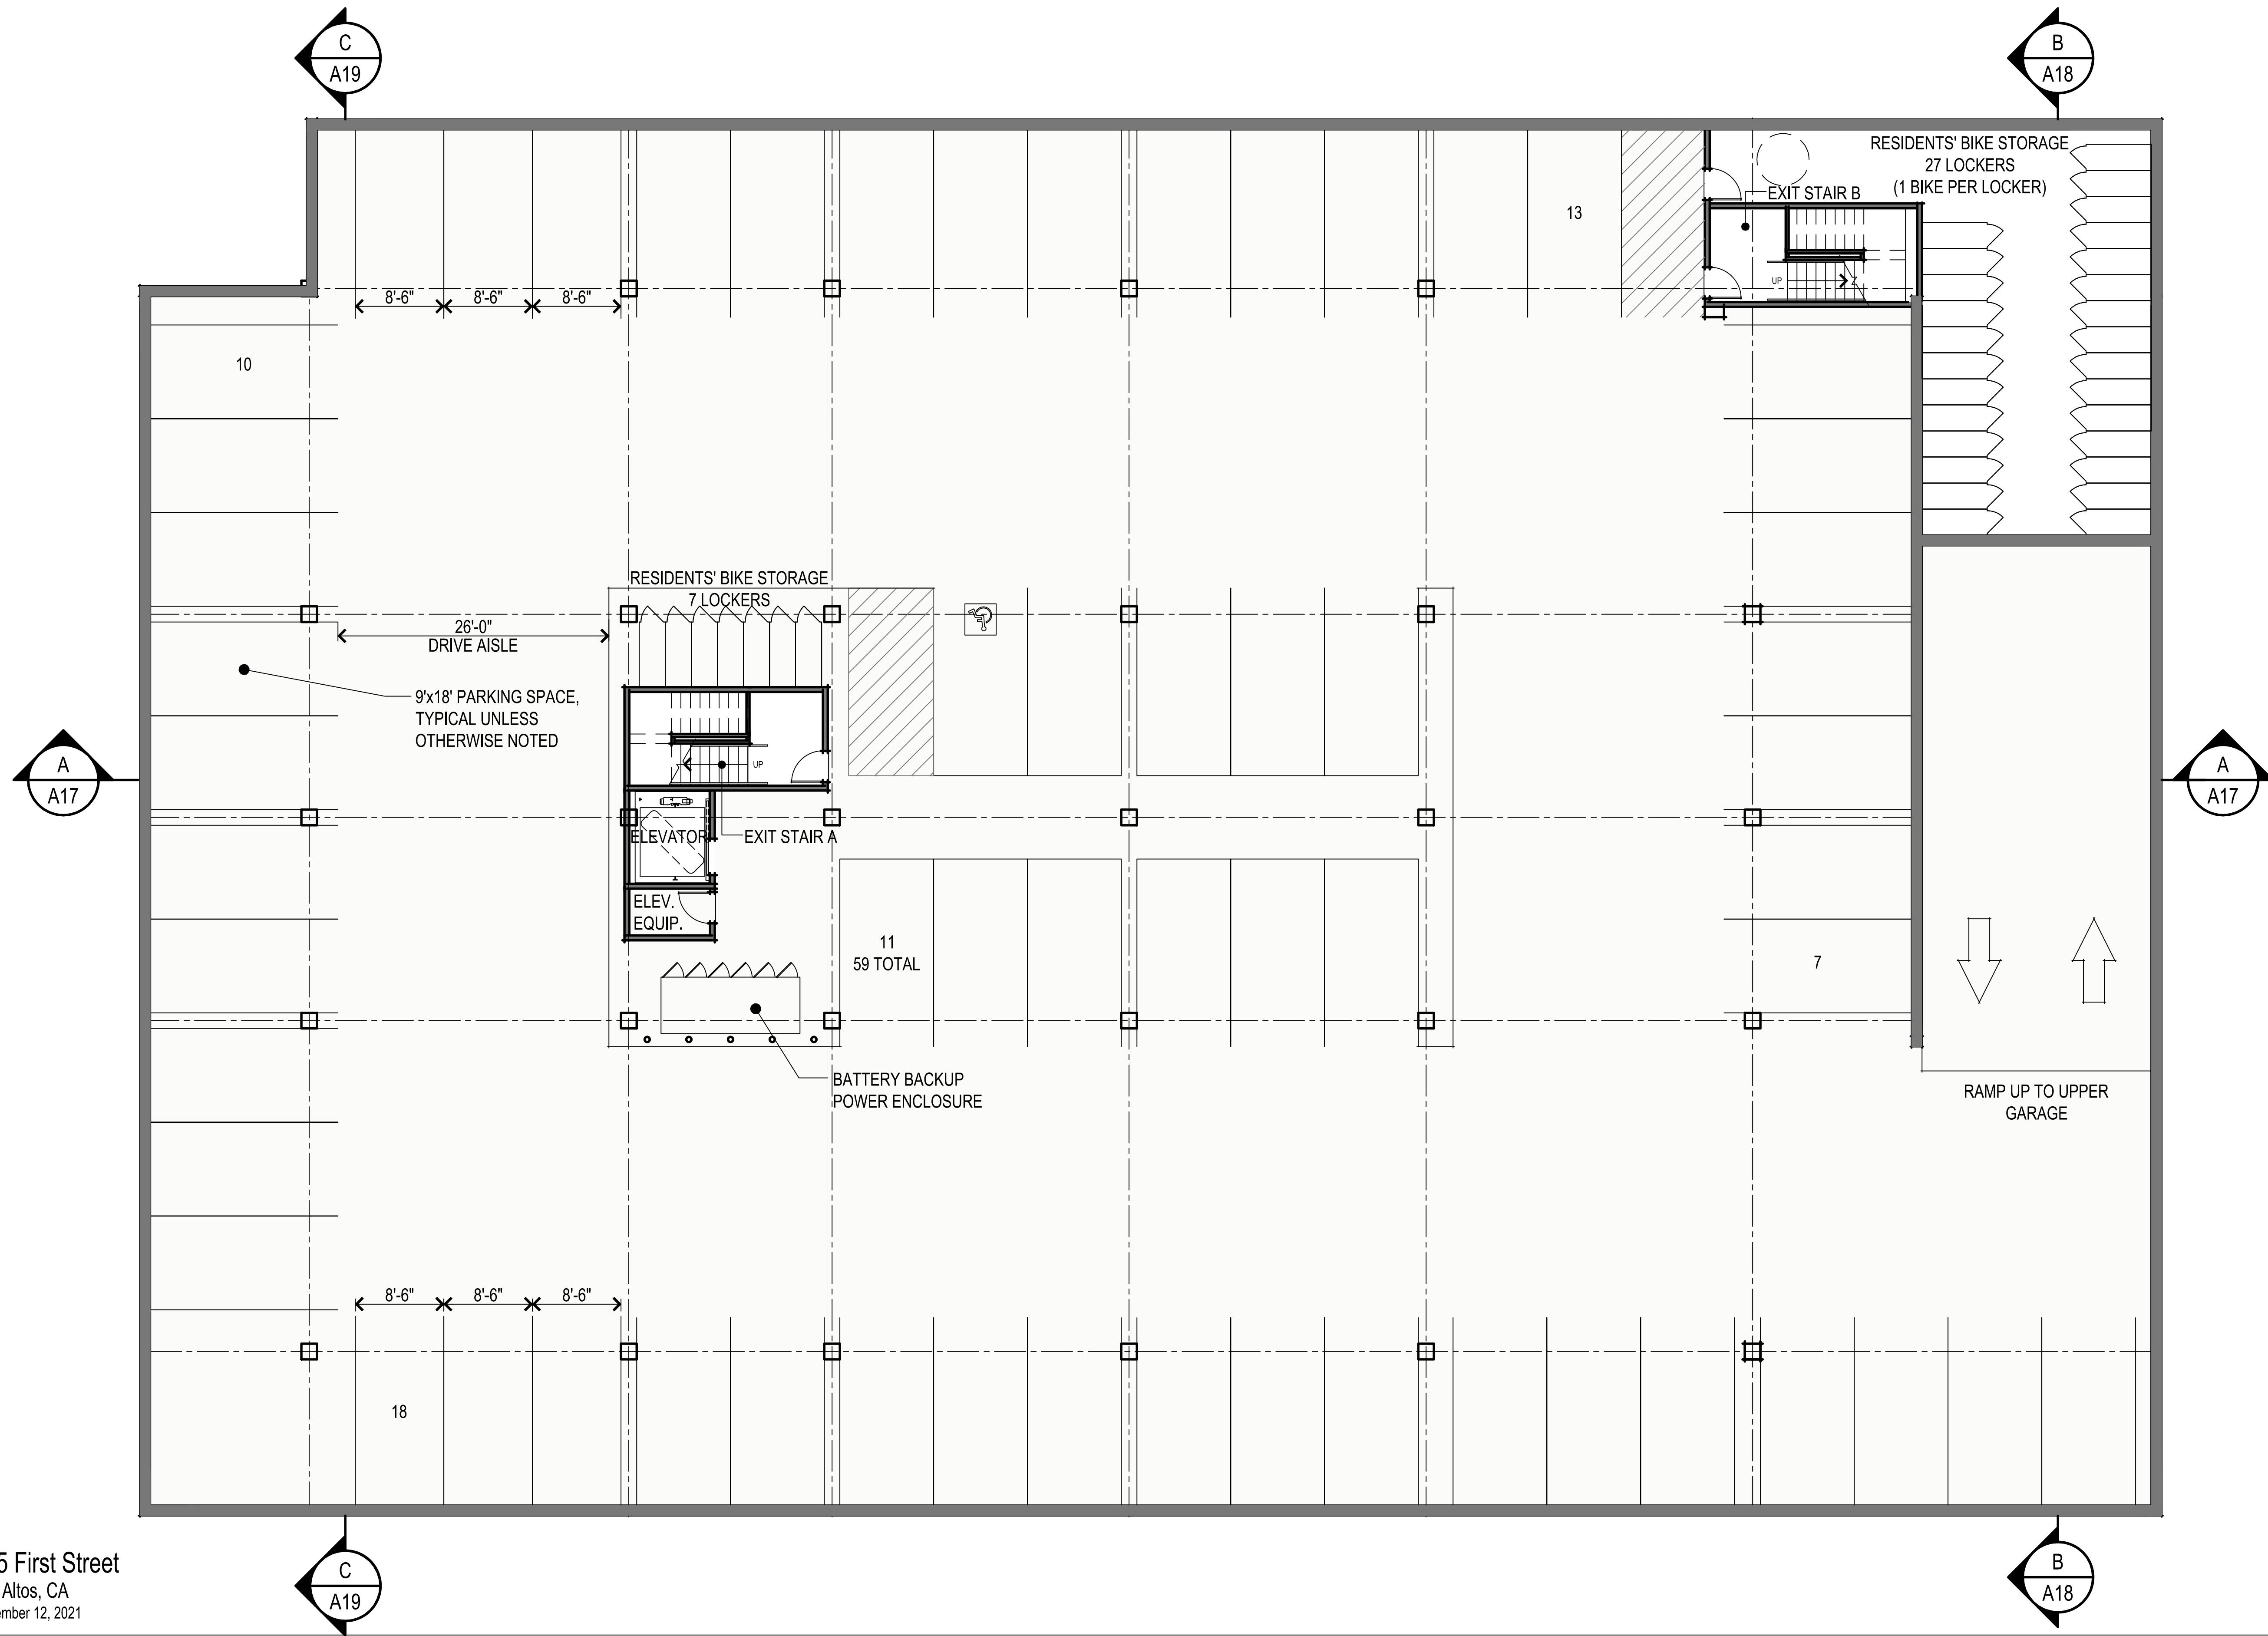 C
A19
B
A18
RESIDENTS' BIKE STORAGE
27 LOCKERS
(1 BIKE PER LOCKER)
EXIT STAIR B
13
UP
8'-6"
8'-6"
8'-6"
10
RESIDENTS' BIKE STORAGE
7 LOCKERS
26'-0"
DRIVE AISLE
9'x18' PARKING SPACE,
TYPICAL UNLESS
OTHERWISE NOTED
UP
A
A17
A
A17
ELEVATOR
EXIT STAIR A
ELEV.
EQUIP.
11
59 TOTAL
7
BATTERY BACKUP
POWER ENCLOSURE
RAMP UP TO UPPER
GARAGE
8'-6"
8'-6"
8'-6"
18
5 First Street
Altos, CA
ember 12, 2021
C
A19
B
A18